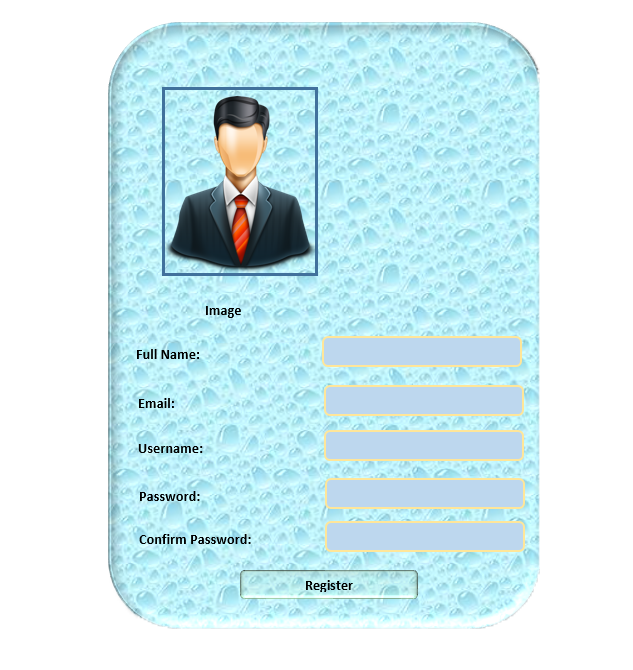 Image
Full Name:
Email:
Username:
Password:
Confirm Password:
Register